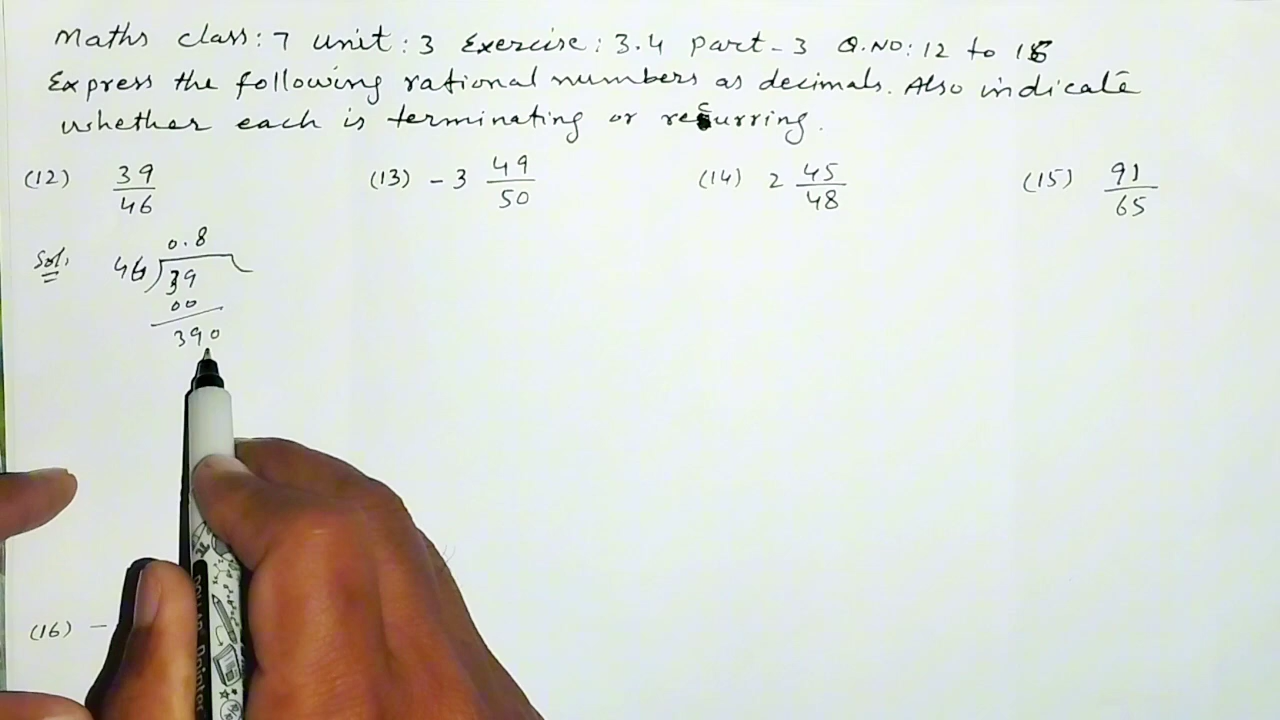 Maths class: 7 unit: 3 Exercise: 3.4 part-3 Q.NO: 12 to 16
Express the following rational numbers as decimals. Also indicate
whether each is terminating or recurring.
(12) 39/46 (13) -3 49/50 (14) 2 45/48 (15) 91/65
Sol.
0.8
46)39
00
390
(16) -
Pointer